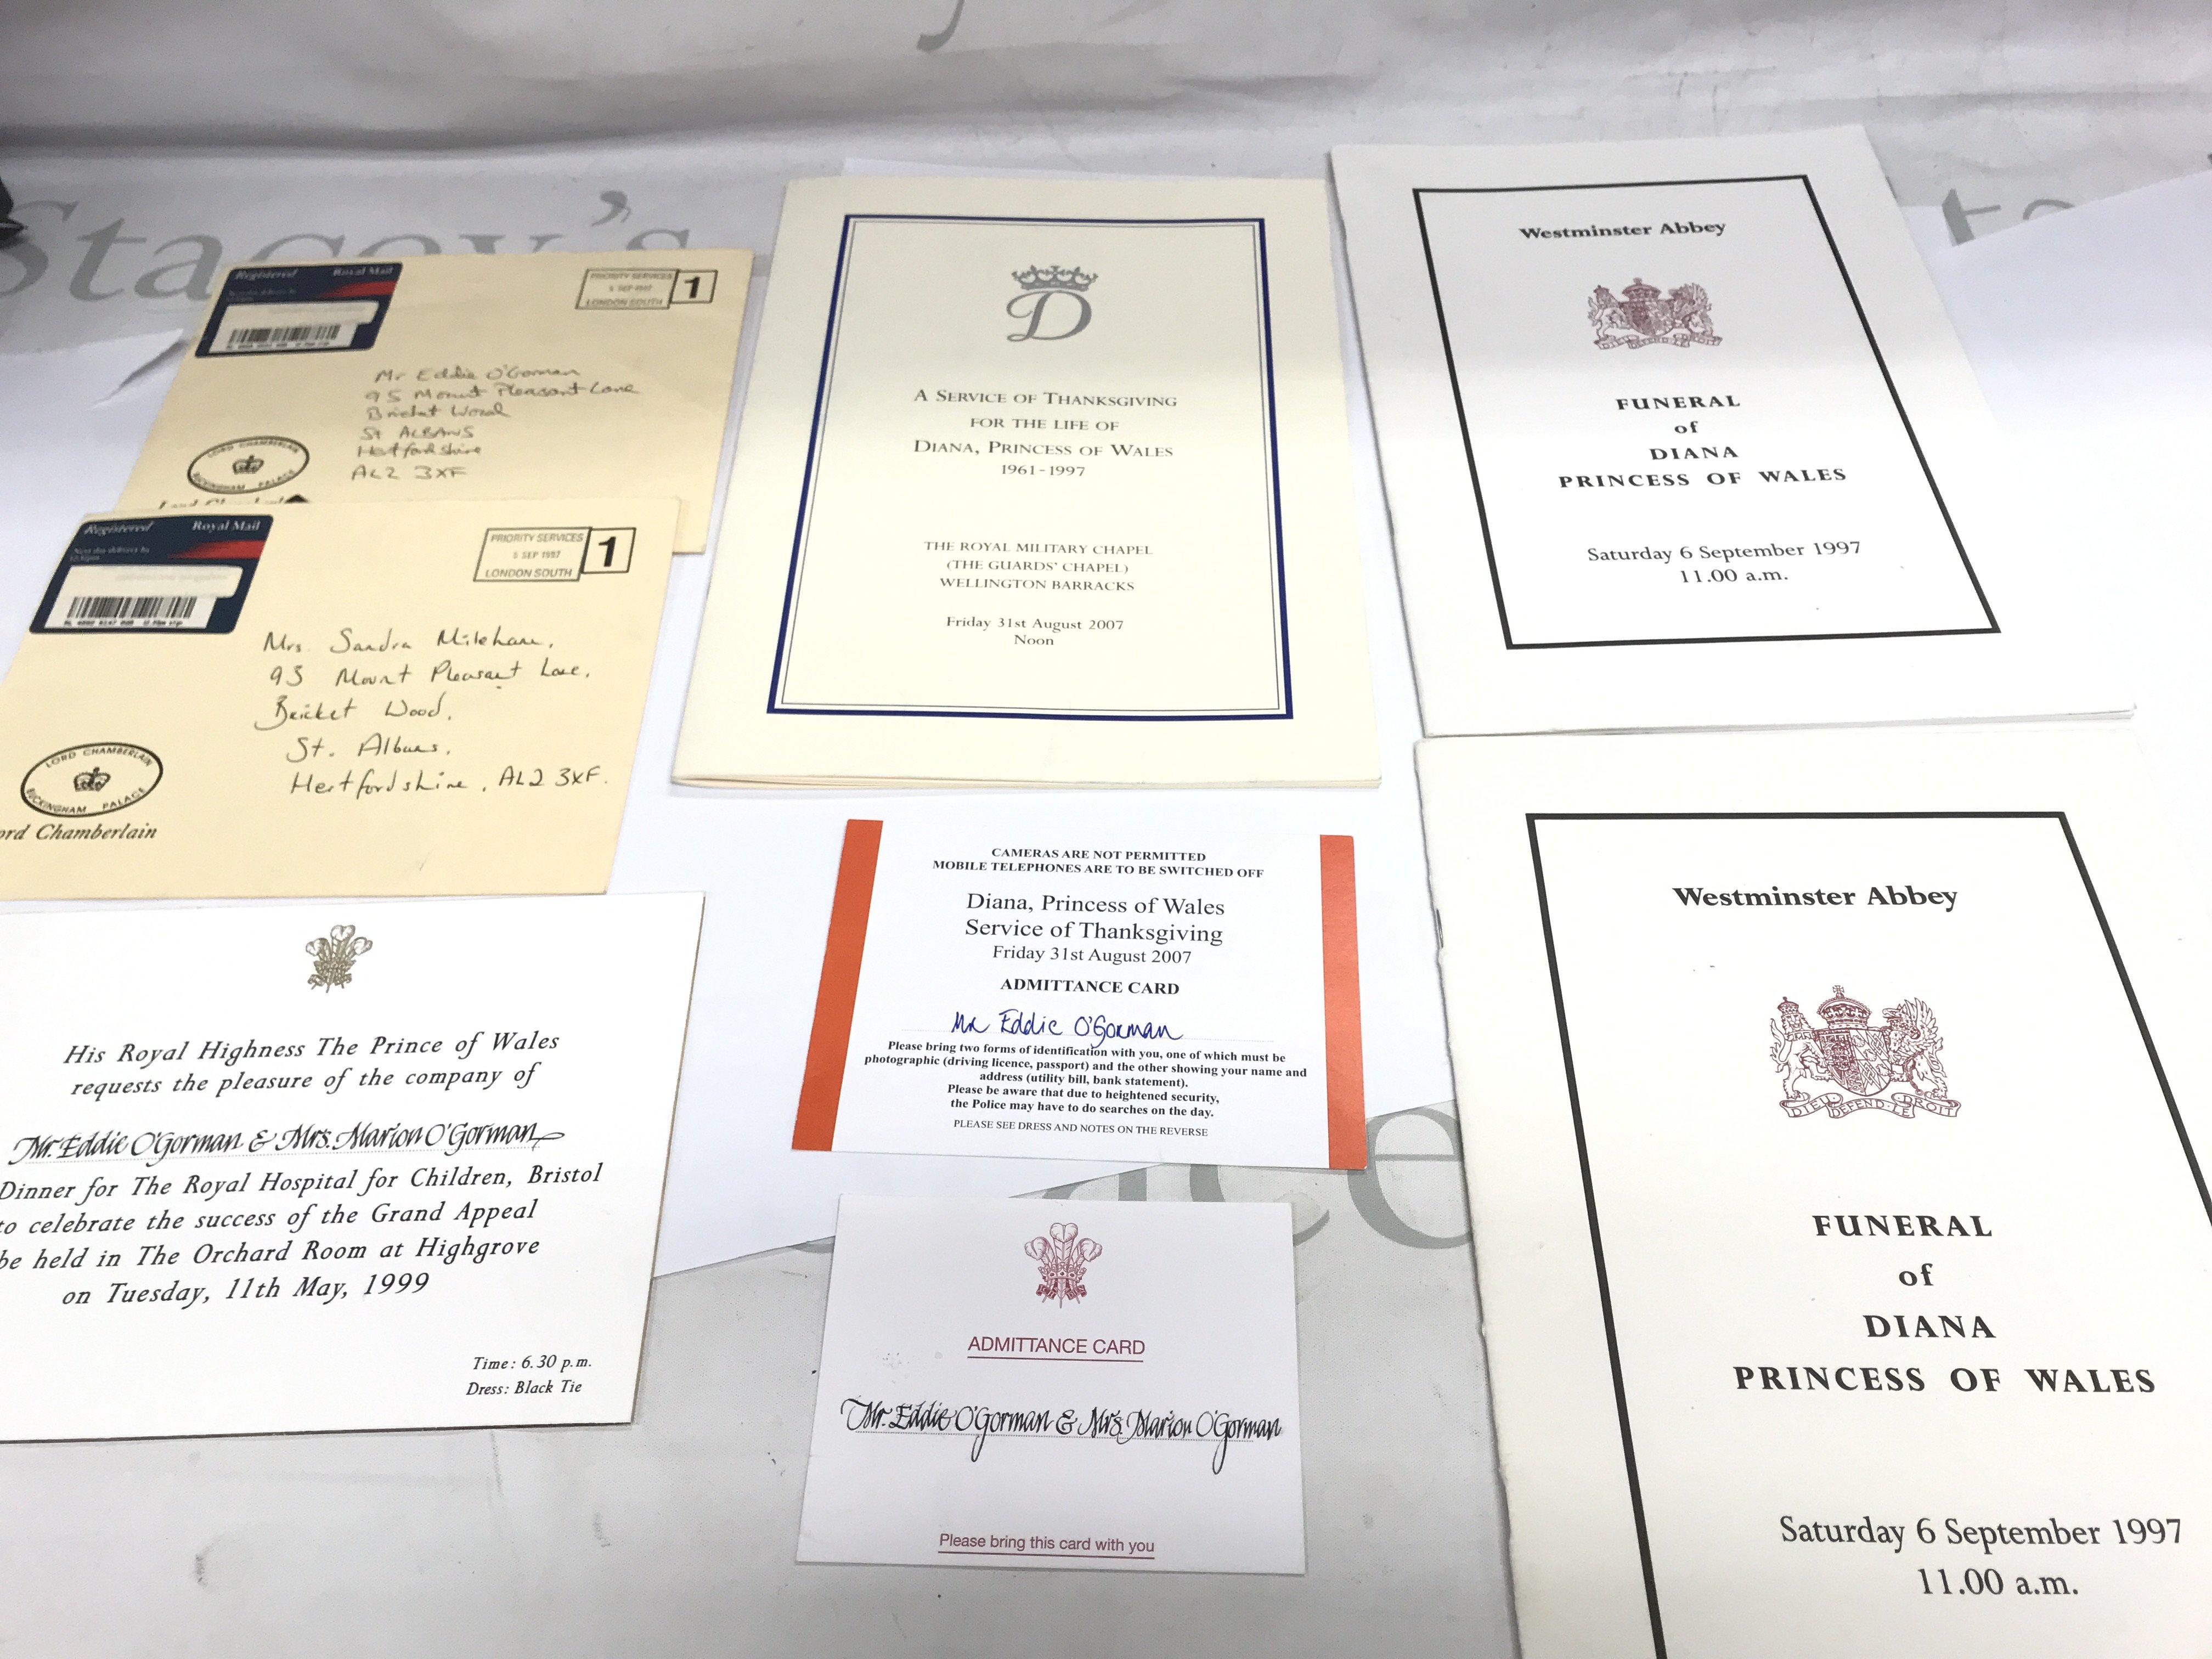 Stacey's
Registered Royal Mail
PRIORITY SERVICES
5 SEP 1997
LONDON SOUTH
1
Mr Eddie O'Gorman
95 Mount Pleasant Lane
Bricket Wood
St ALBANS
Hertfordshire
AL2 3XF
LORD CHAMBERLAIN
BUCKINGHAM PALACE
Registered Royal Mail
Next day delivery by
PRIORITY SERVICES
5 SEP 1997
LONDON SOUTH
1
Mrs. Sandra Mileham,
93 Mount Pleasant Lane,
Bricket Wood,
St. Albans,
Hertfordshire, AL2 3XF.
LORD CHAMBERLAIN
BUCKINGHAM PALACE
ord Chamberlain
His Royal Highness The Prince of Wales
requests the pleasure of the company of
Mr. Eddie O'Gorman & Mrs. Marion O'Gorman
Dinner for The Royal Hospital for Children, Bristol
to celebrate the success of the Grand Appeal
be held in The Orchard Room at Highgrove
on Tuesday, 11th May, 1999
Time: 6.30 p.m.
Dress: Black Tie
D
A SERVICE OF THANKSGIVING
FOR THE LIFE OF
DIANA, PRINCESS OF WALES
1961-1997
THE ROYAL MILITARY CHAPEL
(THE GUARDS' CHAPEL)
WELLINGTON BARRACKS
Friday 31st August 2007
Noon
CAMERAS ARE NOT PERMITTED
MOBILE TELEPHONES ARE TO BE SWITCHED OFF
Diana, Princess of Wales
Service of Thanksgiving
Friday 31st August 2007
ADMITTANCE CARD
Mr Eddie O'Gorman
Please bring two forms of identification with you, one of which must be
photographic (driving licence, passport) and the other showing your name and
address (utility bill, bank statement).
Please be aware that due to heightened security,
the Police may have to do searches on the day.
PLEASE SEE DRESS AND NOTES ON THE REVERSE
ADMITTANCE CARD
Mr. Eddie O'Gorman & Mrs. Marion O'Gorman
Please bring this card with you
Westminster Abbey
FUNERAL
of
DIANA
PRINCESS OF WALES
Saturday 6 September 1997
11.00 a.m.
Westminster Abbey
DIEU DEFEND LE DROIT
FUNERAL
of
DIANA
PRINCESS OF WALES
Saturday 6 September 1997
11.00 a.m.